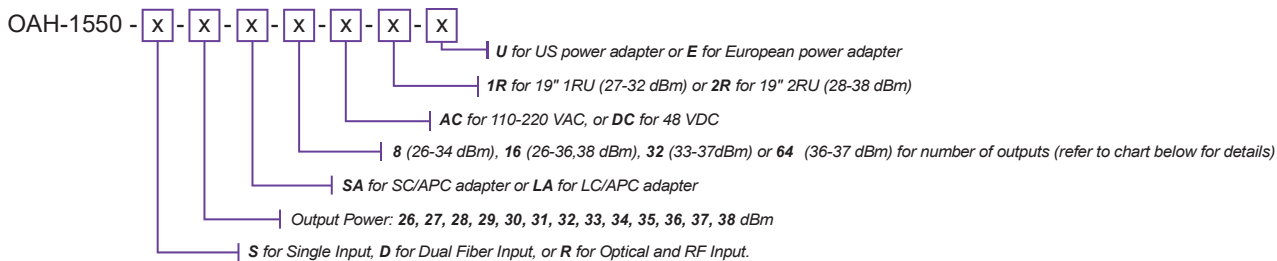 OAH-1550 - X - X - X - X - X - X - X
U for US power adapter or E for European power adapter
1R for 19" 1RU (27-32 dBm) or 2R for 19" 2RU (28-38 dBm)
AC for 110-220 VAC, or DC for 48 VDC
8 (26-34 dBm), 16 (26-36,38 dBm), 32 (33-37dBm) or 64 (36-37 dBm) for number of outputs (refer to chart below for details)
SA for SC/APC adapter or LA for LC/APC adapter
Output Power: 26, 27, 28, 29, 30, 31, 32, 33, 34, 35, 36, 37, 38 dBm
S for Single Input, D for Dual Fiber Input, or R for Optical and RF Input.